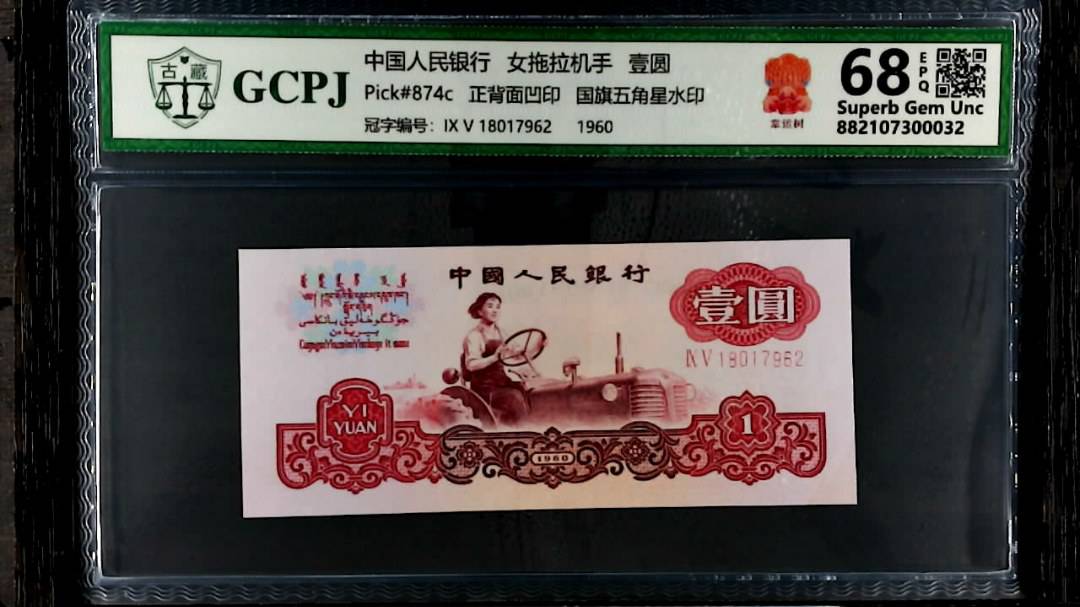 古 藏
GCPJ
中国人民银行 女拖拉机手 壹圆
Pick#874c 正背面凹印 国旗五角星水印
冠字编号: IX V 18017962 1960
幸运树
68
EPQ
Superb Gem Unc
882107300032
中國人民銀行
壹圓
IX V 18017962
YI
YUAN
1
1960